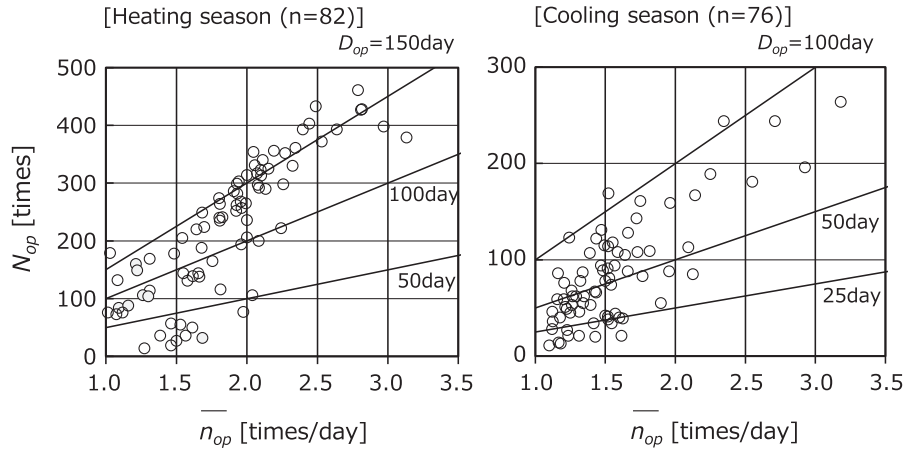 [Heating season (n=82)]
D_op=150day
500
400
300
200
100
0
N_op [times]
100day
50day
1.0 1.5 2.0 2.5 3.0 3.5
n_op [times/day]
[Cooling season (n=76)]
D_op=100day
300
200
100
0
50day
25day
1.0 1.5 2.0 2.5 3.0 3.5
n_op [times/day]